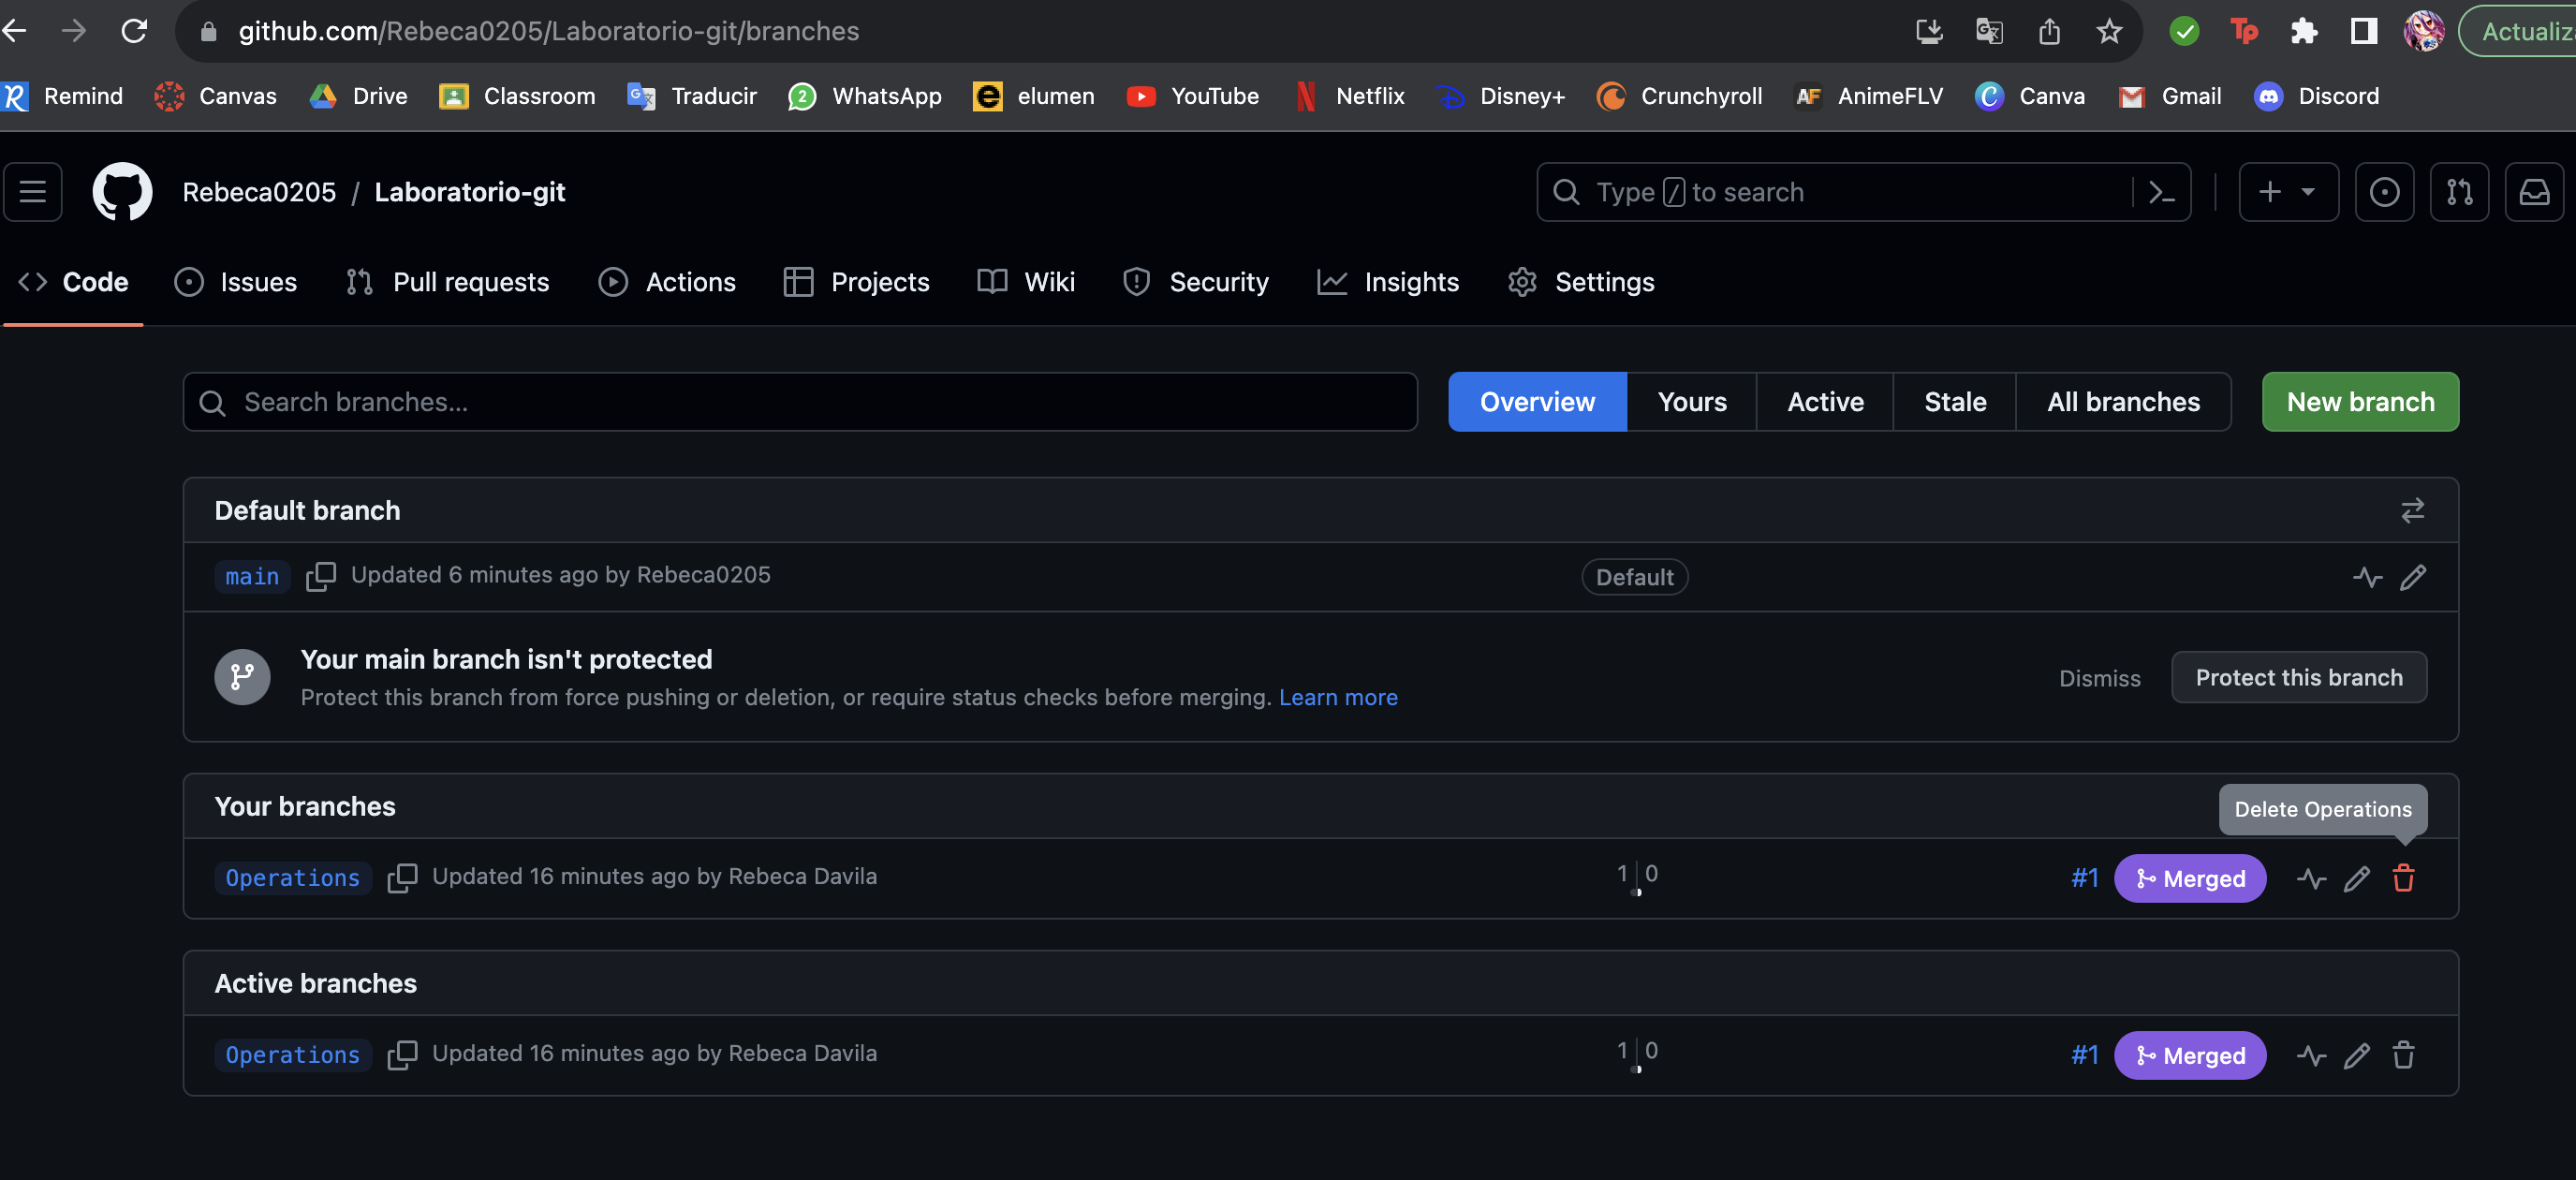 github.com/Rebeca0205/Laboratorio-git/branches
Tp
Actualiz
R Remind Canvas Drive Classroom Traducir 2 WhatsApp e elumen YouTube N Netflix Disney+ Crunchyroll AF AnimeFLV C Canva M Gmail Discord
Rebeca0205 / Laboratorio-git
Type / to search
Code Issues Pull requests Actions Projects Wiki Security Insights Settings
Search branches...
Overview Yours Active Stale All branches New branch
Default branch
main Updated 6 minutes ago by Rebeca0205 Default
Your main branch isn't protected
Protect this branch from force pushing or deletion, or require status checks before merging. Learn more
Dismiss Protect this branch
Your branches
Delete Operations
Operations Updated 16 minutes ago by Rebeca Davila 1 0 #1 Merged
Active branches
Operations Updated 16 minutes ago by Rebeca Davila 1 0 #1 Merged